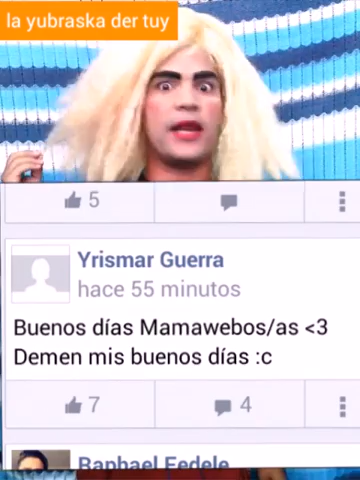 la yubraska der tuy
5
Yrismar Guerra
hace 55 minutos
Buenos días Mamawebos/as <3
Demen mis buenos días :c
7
4
Raphael Fedele